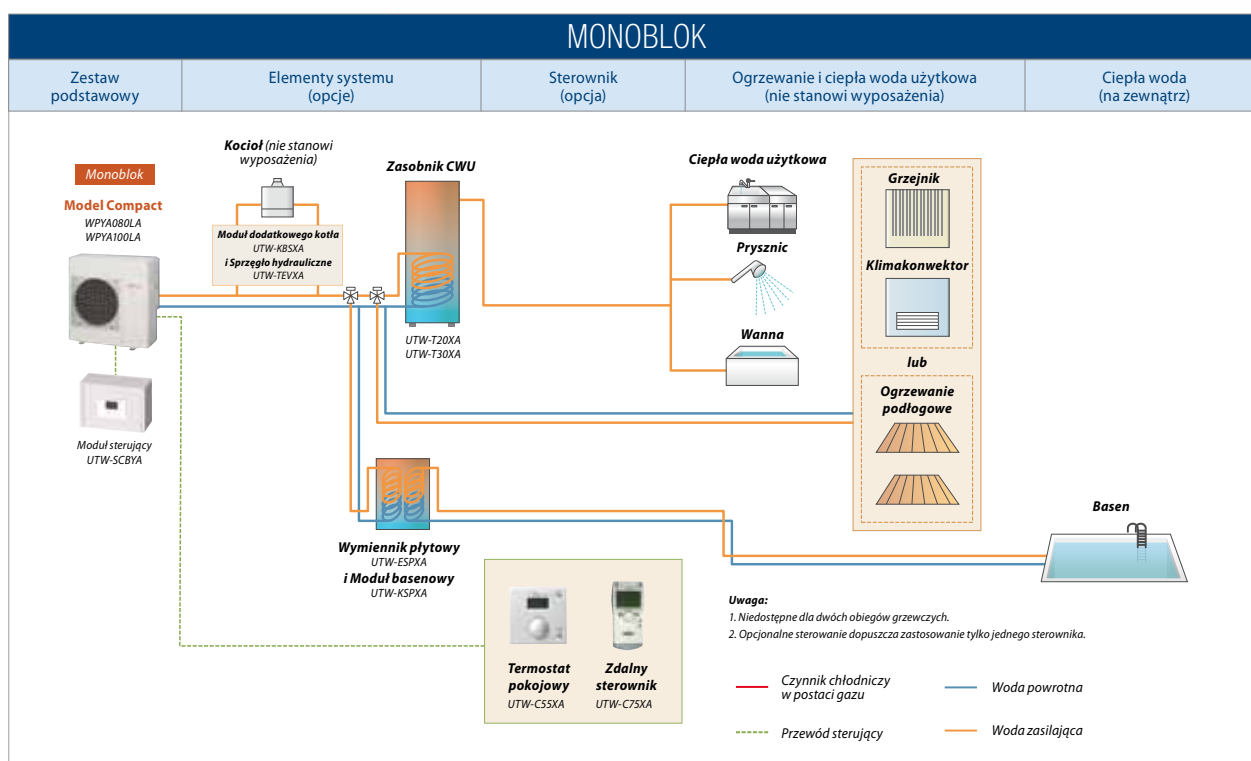 MONOBLOK
Zestaw
podstawowy
Elementy systemu
(opcje)
Sterownik
(opcja)
Ogrzewanie i ciepła woda użytkowa
(nie stanowi wyposażenia)
Ciepła woda
(na zewnątrz)
Monoblok
Model Compact
WPYA080LA
WPYA100LA
Moduł sterujący
UTW-SCBYA
Kocioł (nie stanowi
wyposażenia)
Moduł dodatkowego kotła
UTW-KBSXA
i Sprzęgło hydrauliczne
UTW-TEVXA
Zasobnik CWU
UTW-T20XA
UTW-T30XA
Wymiennik płytowy
UTW-ESPXA
i Moduł basenowy
UTW-KSPXA
Termostat
pokojowy
UTW-C55XA
Zdalny
sterownik
UTW-C75XA
Ciepła woda użytkowa
Prysznic
Wanna
Grzejnik
Klimakonwektor
lub
Ogrzewanie
podłogowe
Basen
Uwaga:
1. Niedostępne dla dwóch obiegów grzewczych.
2. Opcjonalne sterowanie dopuszcza zastosowanie tylko jednego sterownika.
Czynnik chłodniczy
w postaci gazu
Woda powrotna
Przewód sterujący
Woda zasilająca